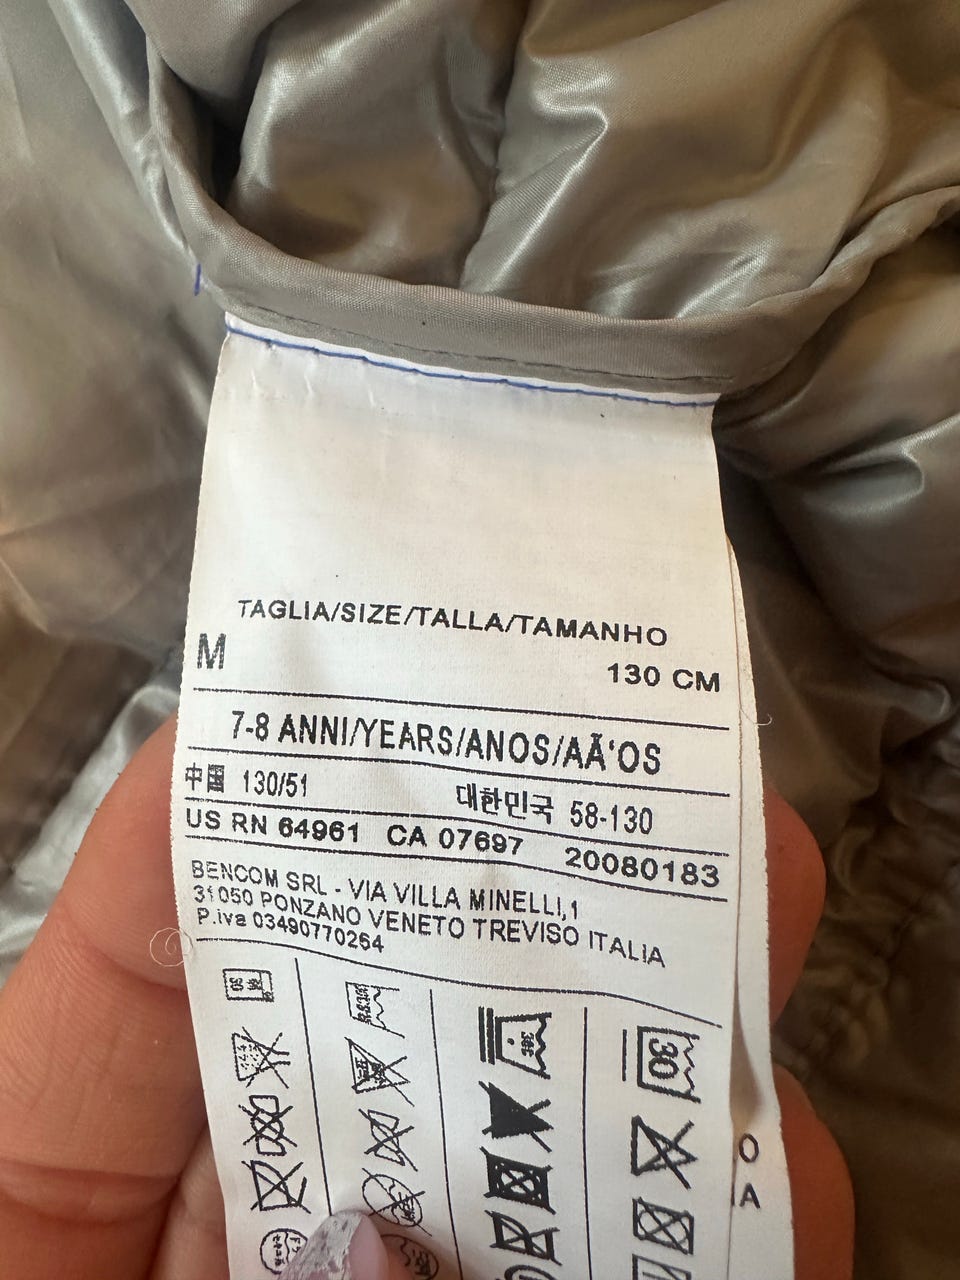 TAGLIA/SIZE/TALLA/TAMANHO
M 130 CM
7-8 ANNI/YEARS/ANOS/AÃ‘OS
中國 130/51 대한민국 58-130
US RN 64961 CA 07697 20080183
BENCOM SRL - VIA VILLA MINELLI,1
31050 PONZANO VENETO TREVISO ITALIA
P.iva 03490770264
30
30
O
A